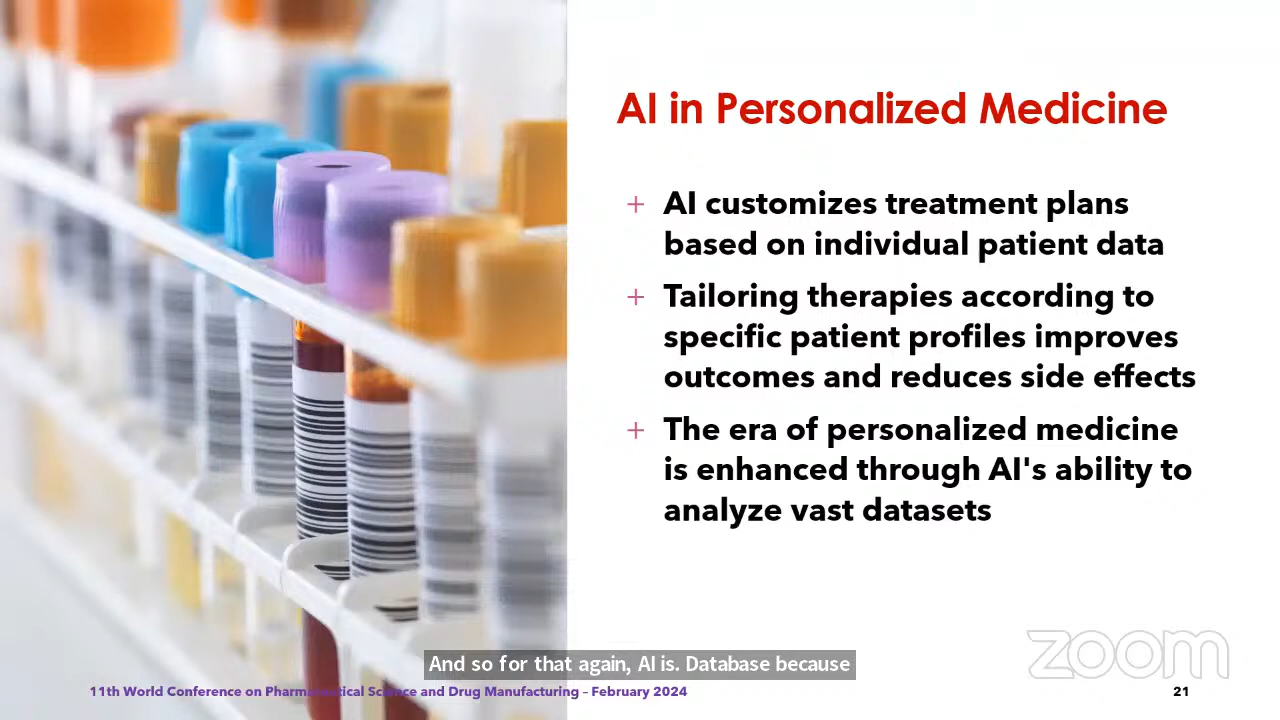 AI in Personalized Medicine
+ AI customizes treatment plans
based on individual patient data
+ Tailoring therapies according to
specific patient profiles improves
outcomes and reduces side effects
+ The era of personalized medicine
is enhanced through AI's ability to
analyze vast datasets
zoom
And so for that again, AI is. Database because
11th World Conference on Pharmaceutical Science and Drug Manufacturing – February 2024
21